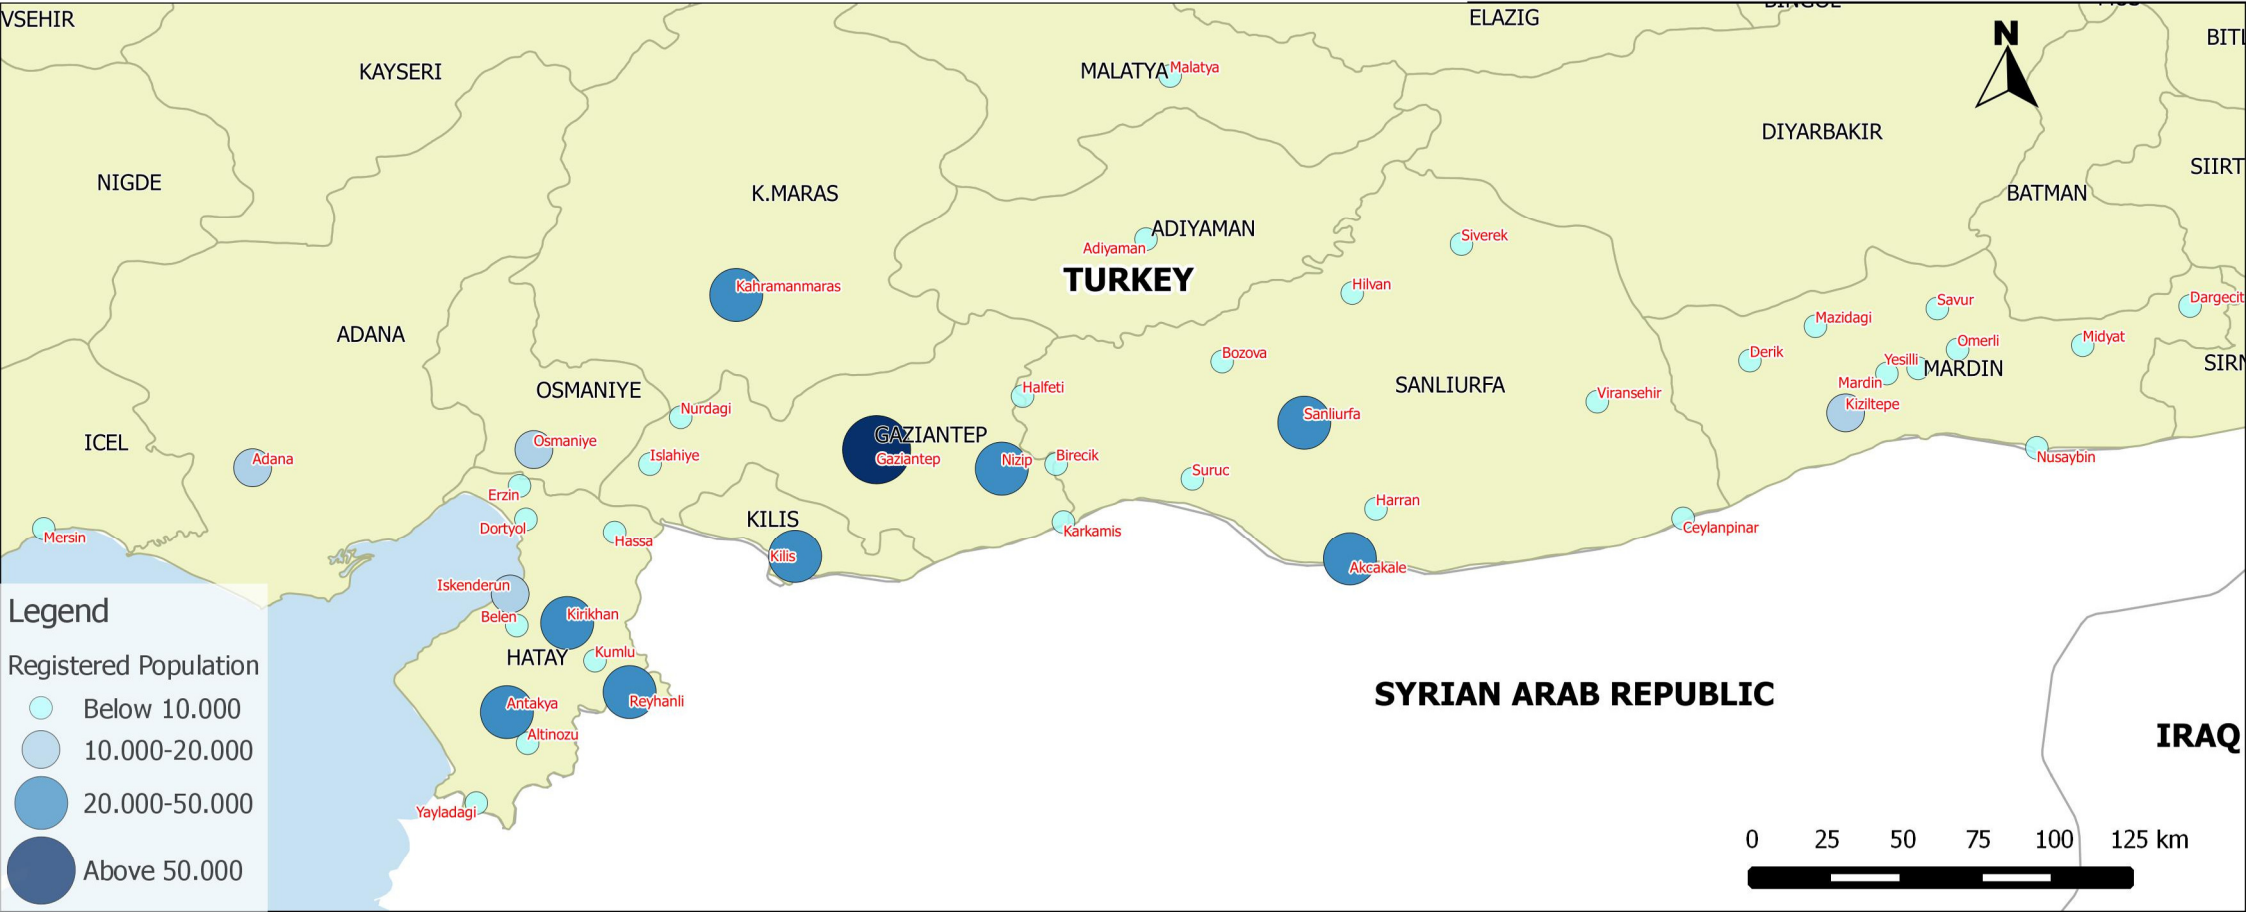 VSEHIR
ELAZIG
N
BITL
KAYSERI
MALATYA
Malatya
DIYARBAKIR
SIIRT
NIGDE
K.MARAS
BATMAN
ADIYAMAN
Adiyaman
Siverek
TURKEY
Kahramanmaras
Hilvan
Savur
Dargecit
Mazidagi
ADANA
Omerli
Midyat
Bozova
Derik
Yesilli
MARDIN
SIRN
OSMANIYE
Halfeti
SANLIURFA
Viransehir
Mardin
Kiziltepe
Nurdagi
Sanliurfa
ICEL
Osmaniye
GAZIANTEP
Adana
Islahiye
Gaziantep
Nizip
Birecik
Nusaybin
Suruc
Erzin
Harran
KILIS
Dortyol
Mersin
Hassa
Karkamis
Ceylanpinar
Kilis
Akcakale
Iskenderun
Belen
Kirikhan
HATAY
Kumlu
Antakya
Reyhanli
SYRIAN ARAB REPUBLIC
Altinozu
IRAQ
Yayladagi
Legend
Registered Population
Below 10.000
10.000-20.000
20.000-50.000
Above 50.000
0 25 50 75 100 125 km